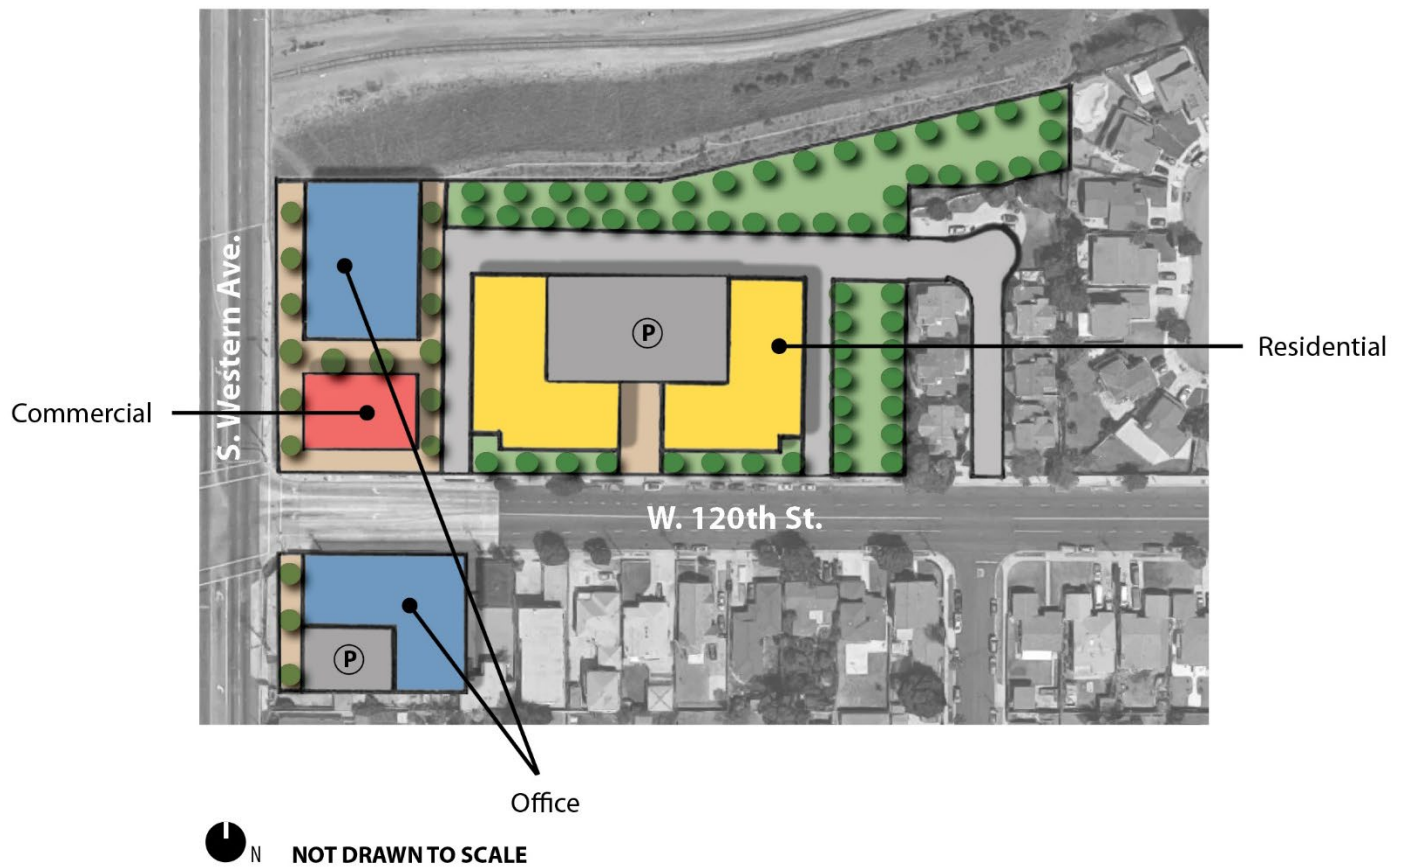 P
Residential
Commercial
S. Western Ave.
W. 120th St.
P
Office
N
NOT DRAWN TO SCALE